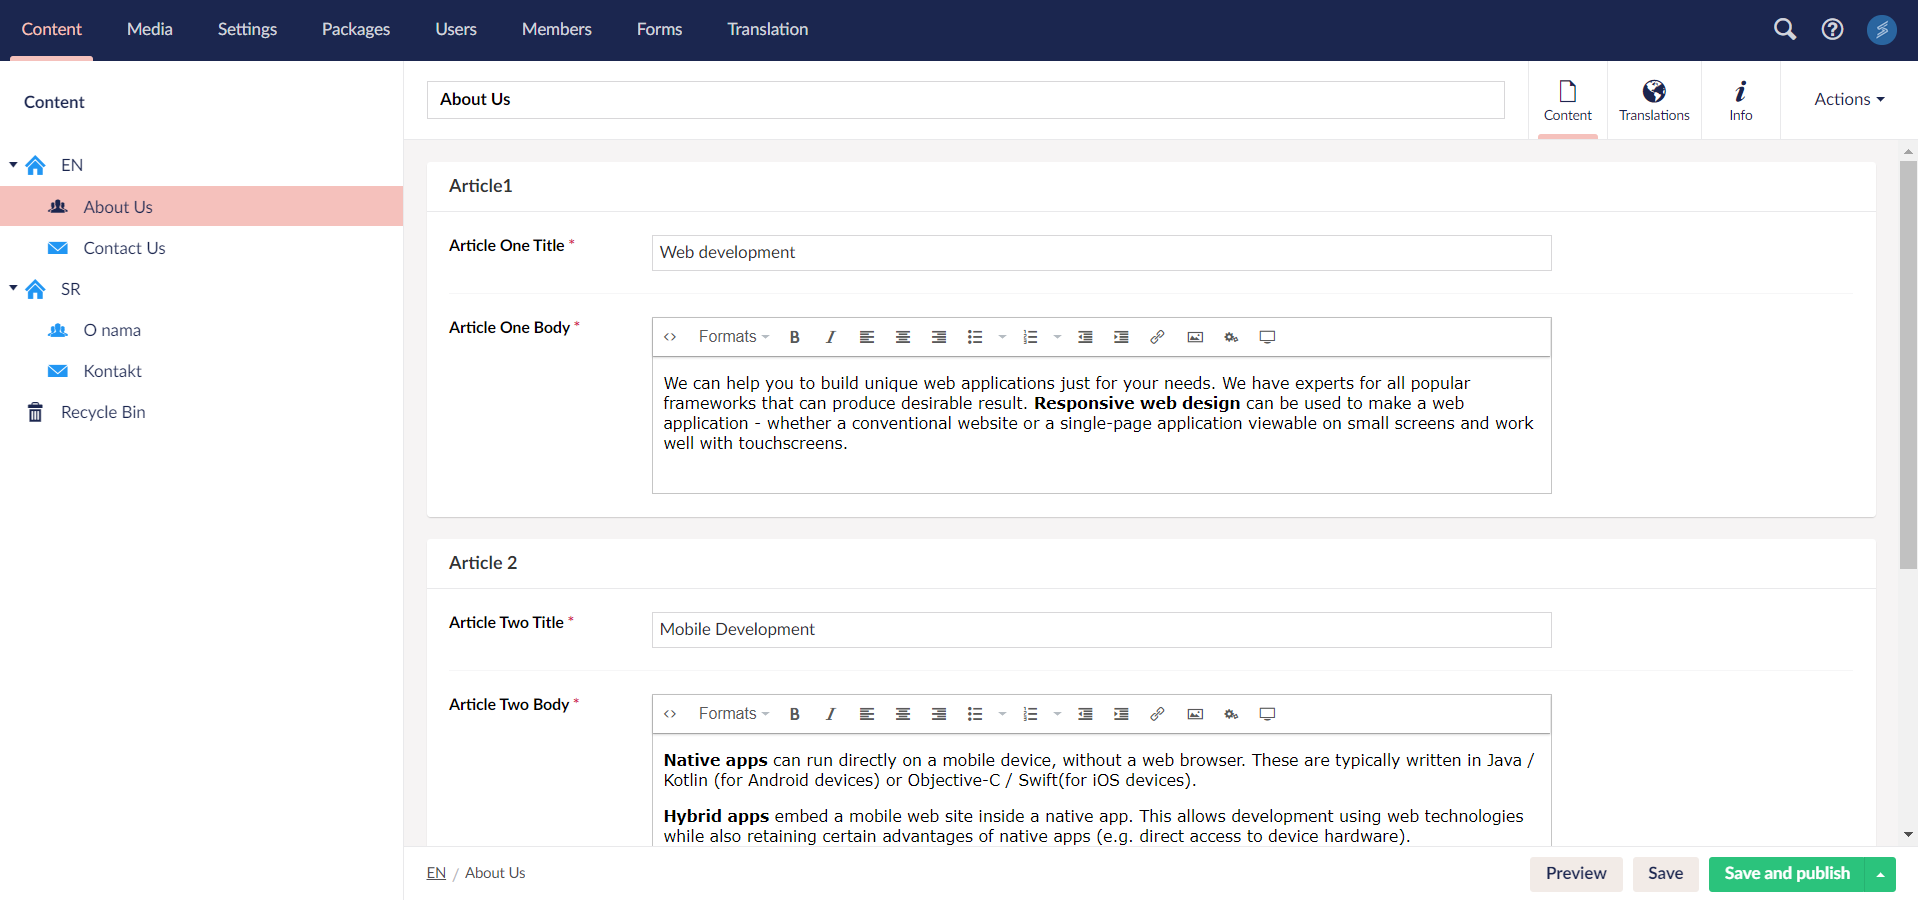 Content Media Settings Packages Users Members Forms Translation
Content
EN
About Us
Contact Us
SR
O nama
Kontakt
Recycle Bin
About Us
Content Translations Info Actions
Article1
Article One Title *
Web development
Article One Body *
Formats B I
We can help you to build unique web applications just for your needs. We have experts for all popular
frameworks that can produce desirable result. Responsive web design can be used to make a web
application - whether a conventional website or a single-page application viewable on small screens and work
well with touchscreens.
Article 2
Article Two Title *
Mobile Development
Article Two Body *
Formats B I
Native apps can run directly on a mobile device, without a web browser. These are typically written in Java /
Kotlin (for Android devices) or Objective-C / Swift(for iOS devices).
Hybrid apps embed a mobile web site inside a native app. This allows development using web technologies
while also retaining certain advantages of native apps (e.g. direct access to device hardware).
EN / About Us
Preview Save Save and publish